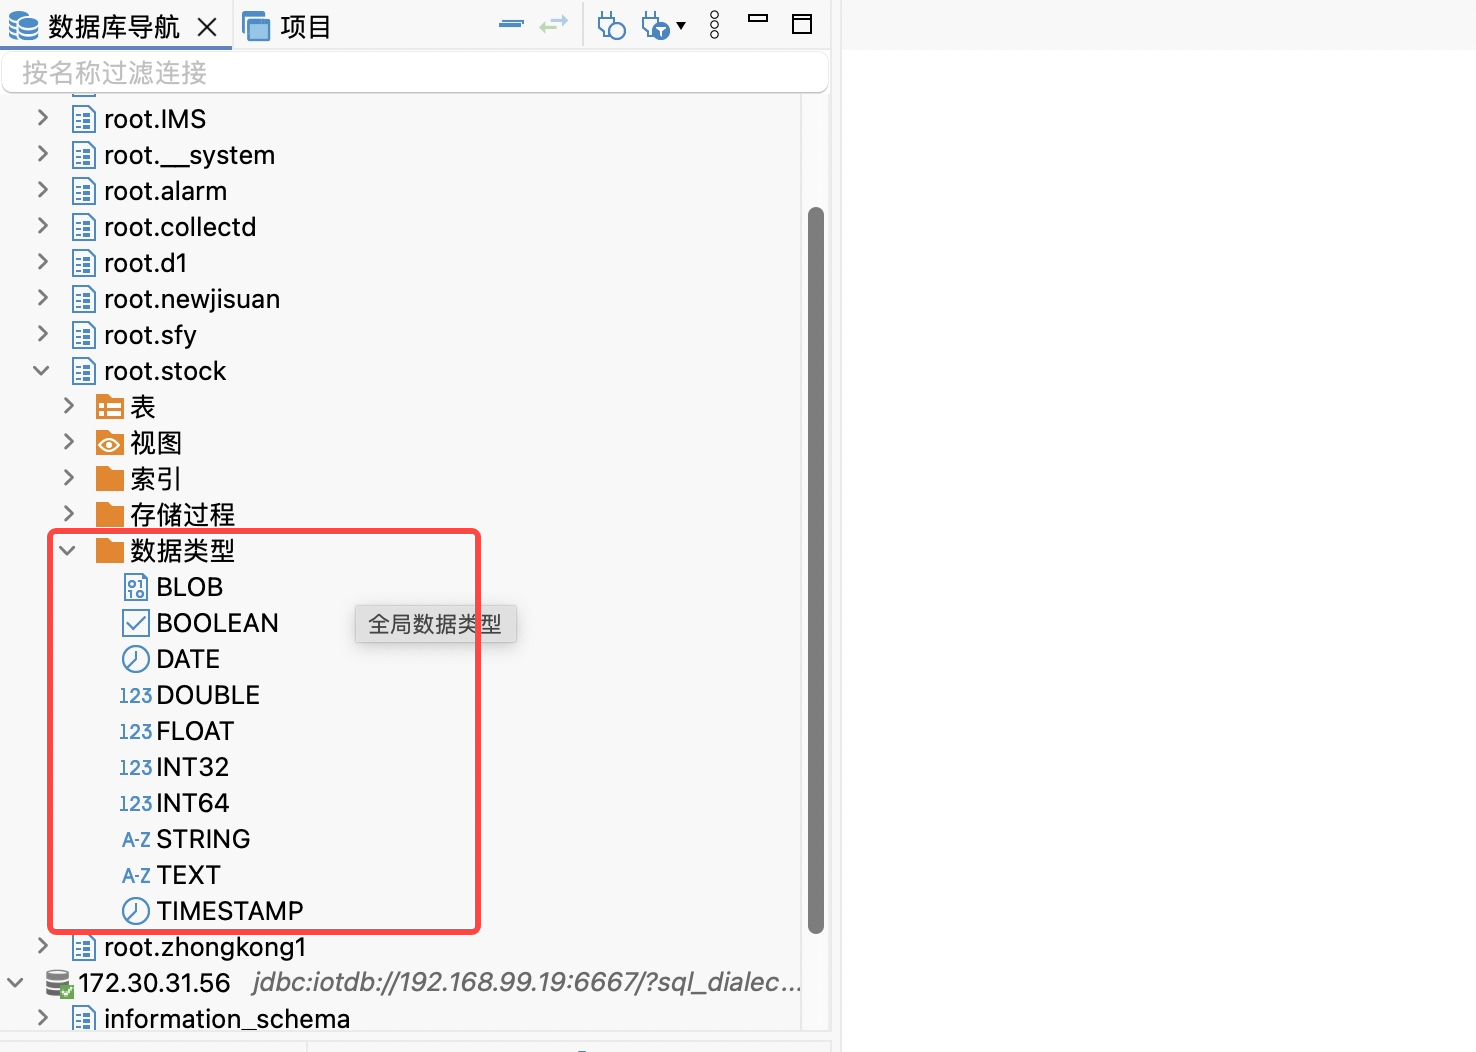 数据库导航
项目
按名称过滤连接
root.IMS
root.__system
root.alarm
root.collectd
root.d1
root.newjisuan
root.sfy
root.stock
表
视图
索引
存储过程
数据类型
BLOB
BOOLEAN
全局数据类型
DATE
123 DOUBLE
123 FLOAT
123 INT32
123 INT64
A-Z STRING
A-Z TEXT
TIMESTAMP
root.zhongkong1
172.30.31.56 jdbc:iotdb://192.168.99.19:6667/?sql_dialec...
information_schema